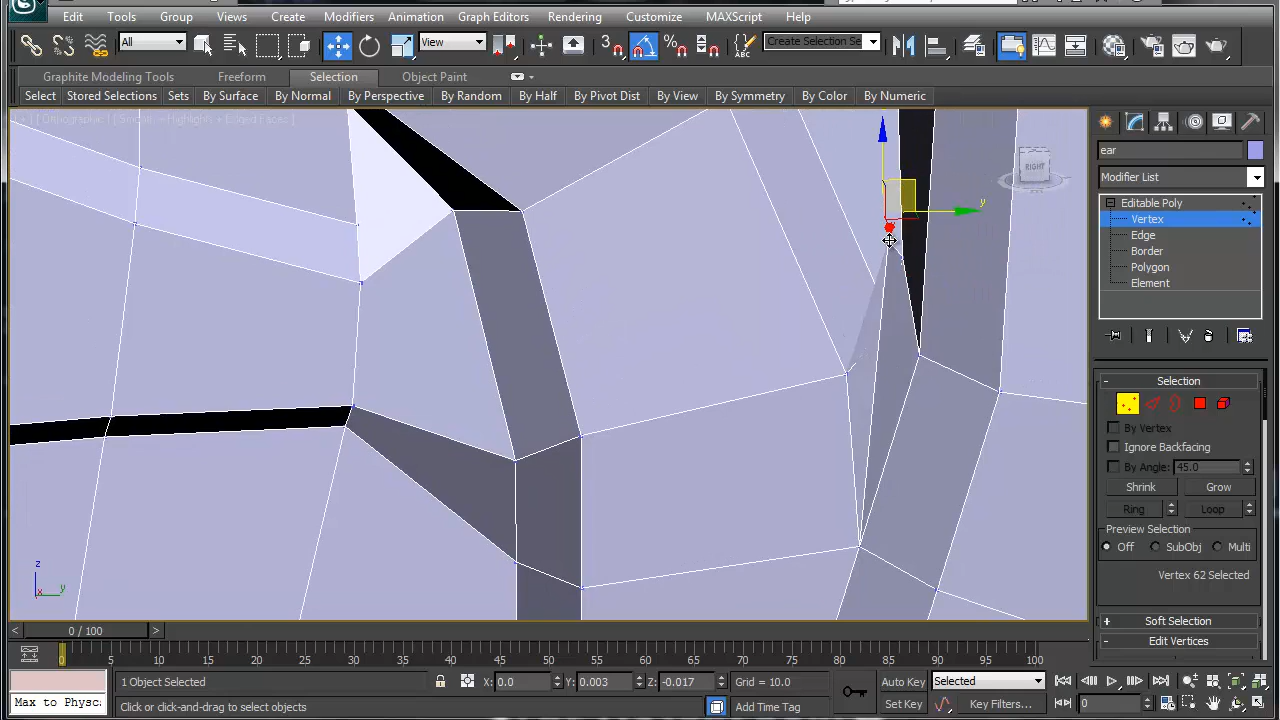 Edit Tools Group Views Create Modifiers Animation Graph Editors Rendering Customize MAXScript Help
All View 3 Create Selection Se
Graphite Modeling Tools Freeform Selection Object Paint
Select Stored Selections Sets By Surface By Normal By Perspective By Random By Half By Pivot Dist By View By Symmetry By Color By Numeric
[ + ] [ Orthographic ] [ Smooth + Highlights + Edged Faces ]
RIGHT
z
y
ear
Modifier List
Editable Poly
Vertex
Edge
Border
Polygon
Element
- Selection
By Vertex
Ignore Backfacing
By Angle: 45.0
Shrink Grow
Ring Loop
Preview Selection
Off SubObj Multi
Vertex 62 Selected
+ Soft Selection
- Edit Vertices
z
x y
< 0 / 100 >
0 5 10 15 20 25 30 35 40 45 50 55 60 65 70 75 80 85 90 95 100
1 Object Selected X: 0.0 Y: 0.003 Z: -0.017 Grid = 10.0 Auto Key Selected
Max to Physca Click or click-and-drag to select objects Add Time Tag Set Key Key Filters... 0